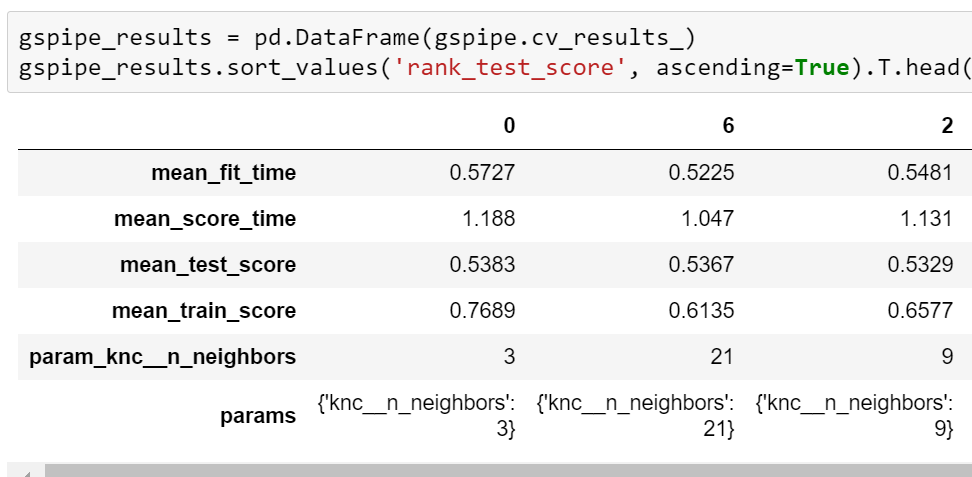 gspipe_results = pd.DataFrame(gspipe.cv_results_)
gspipe_results.sort_values('rank_test_score', ascending=True).T.head(
0 6 2
mean_fit_time 0.5727 0.5225 0.5481
mean_score_time 1.188 1.047 1.131
mean_test_score 0.5383 0.5367 0.5329
mean_train_score 0.7689 0.6135 0.6577
param_knc__n_neighbors 3 21 9
params {'knc__n_neighbors': 3} {'knc__n_neighbors': 21} {'knc__n_neighbors': 9}